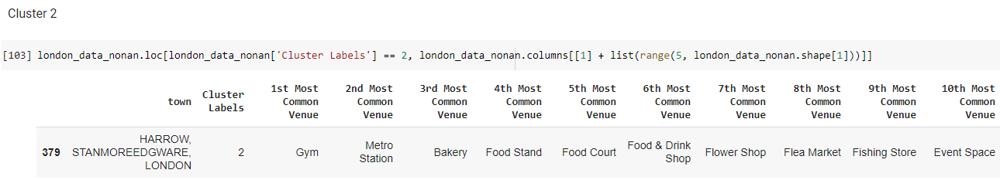 Cluster 2
[103] london_data_nonan.loc[london_data_nonan['Cluster Labels'] == 2, london_data_nonan.columns[[1] + list(range(5, london_data_nonan.shape[1]))]]
town Cluster Labels 1st Most Common Venue 2nd Most Common Venue 3rd Most Common Venue 4th Most Common Venue 5th Most Common Venue 6th Most Common Venue 7th Most Common Venue 8th Most Common Venue 9th Most Common Venue 10th Most Common Venue
379 HARROW, STANMOREEDGWARE, LONDON 2 Gym Metro Station Bakery Food Stand Food Court Food & Drink Shop Flower Shop Flea Market Fishing Store Event Space